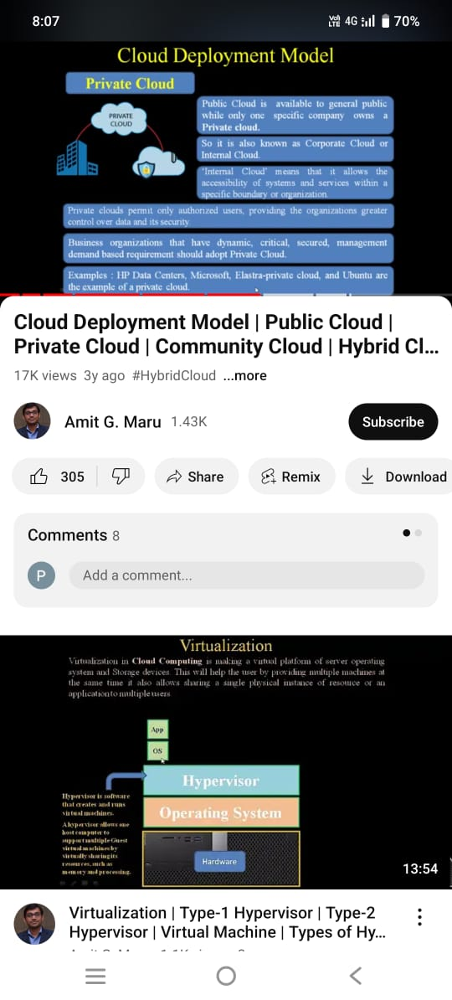 8:07
Vol) LTE 4G 70%
Cloud Deployment Model
Private Cloud
PRIVATE
CLOUD
Public Cloud is available to general public
while only one specific company owns a
Private cloud.
So it is also known as Corporate Cloud or
Internal Cloud.
'Internal Cloud' means that it allows the
accessibility of systems and services within a
specific boundary or organization.
Private clouds permit only authorized users, providing the organizations greater
control over data and its security.
Business organizations that have dynamic, critical, secured, management
demand based requirement should adopt Private Cloud.
Examples : HP Data Centers, Microsoft, Elastra-private cloud, and Ubuntu are
the example of a private cloud.
Cloud Deployment Model | Public Cloud |
Private Cloud | Community Cloud | Hybrid Cl...
17K views 3y ago #HybridCloud ...more
Amit G. Maru 1.43K
Subscribe
305
Share
Remix
Download
Comments 8
P
Add a comment...
Virtualization
Virtualization in Cloud Computing is making a virtual platform of server operating
system and Storage devices. This will help the user by providing multiple machines at
the same time it also allows sharing a single physical instance of resource or an
application to multiple users.
App
OS
Hypervisor
Operating System
Hardware
Hypervisor is software
that creates and runs
virtual machines.
A hypervisor allows one
host computer to
support multiple Guest
virtual machines by
virtually sharing its
resources, such as
memory and processing.
13:54
Virtualization | Type-1 Hypervisor | Type-2
Hypervisor | Virtual Machine | Types of Hy...